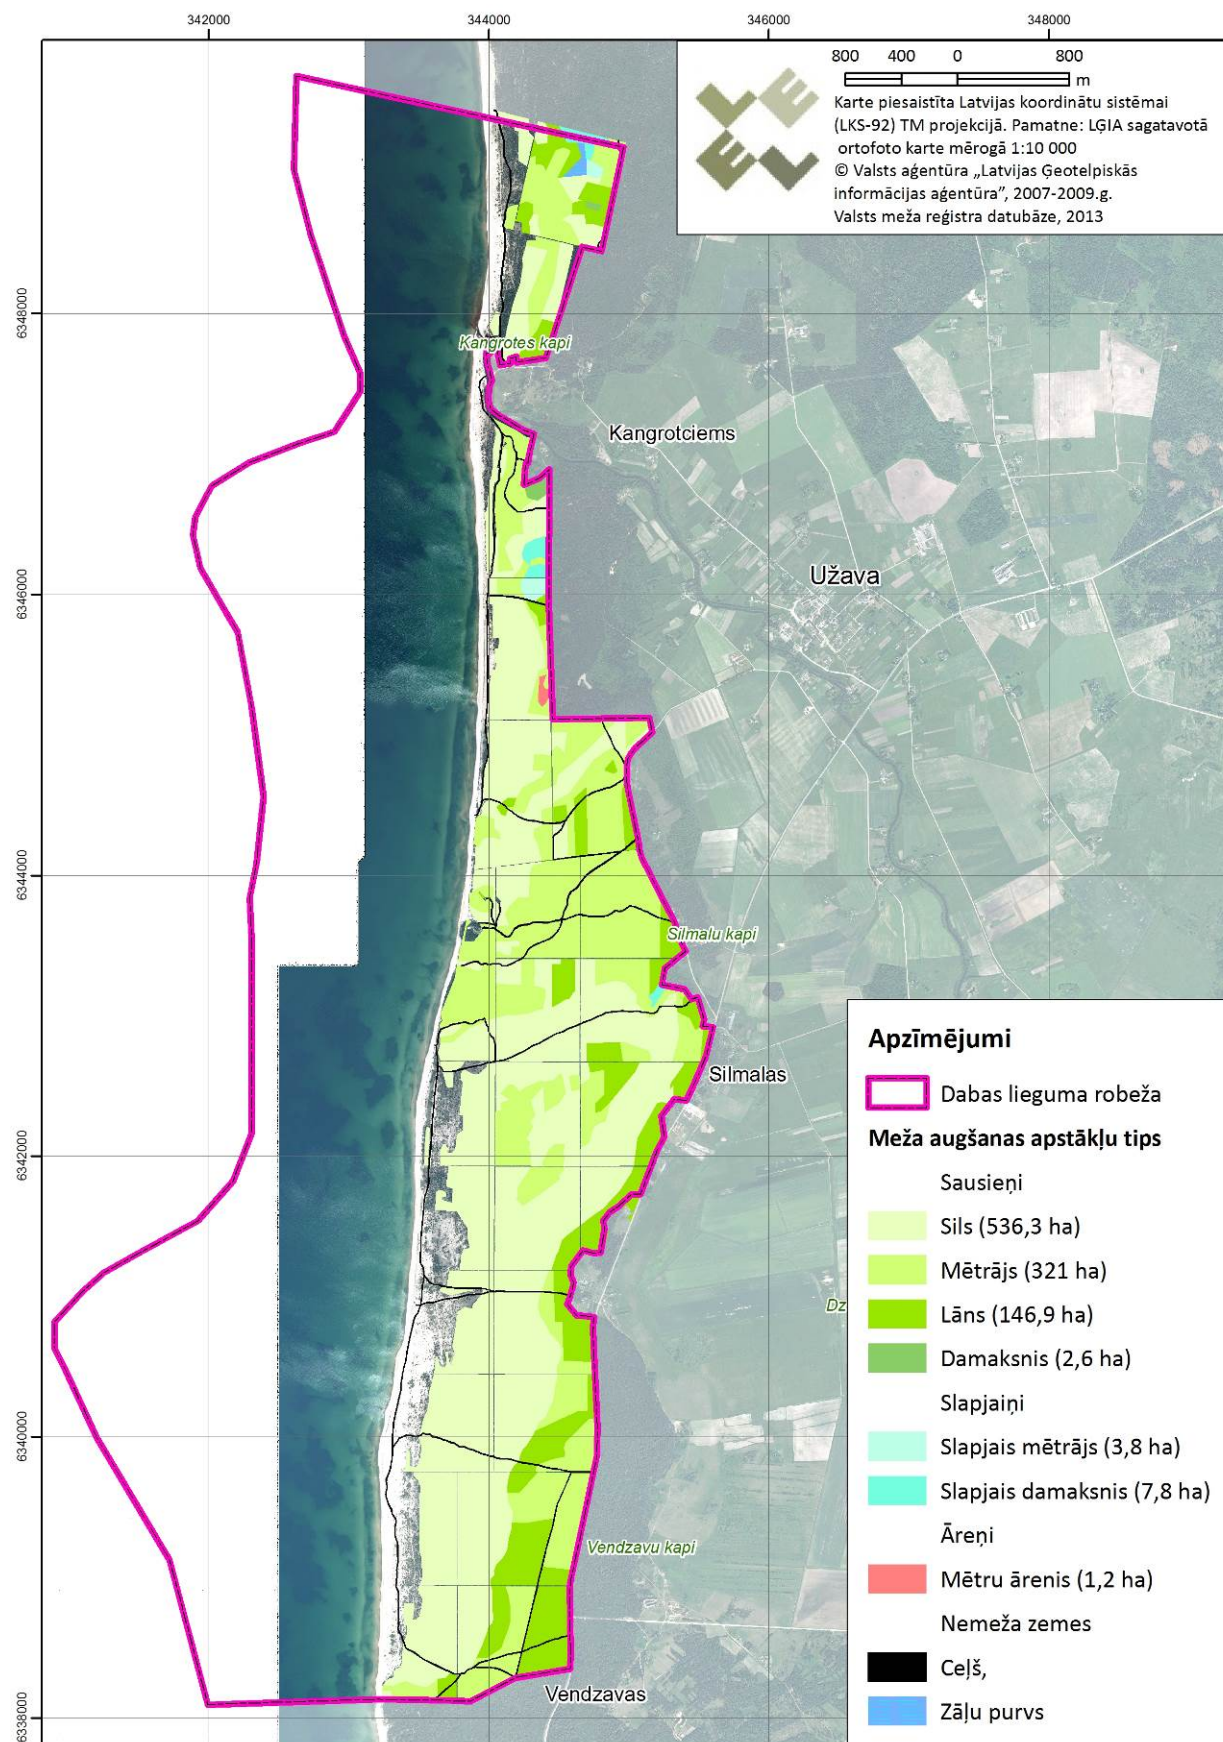 342000
344000
346000
348000
800 400 0 800
m
Karte piesaistīta Latvijas koordinātu sistēmai
(LKS-92) TM projekcijā. Pamatne: LĢIA sagatavotā
ortofoto karte mērogā 1:10 000
© Valsts aģentūra „Latvijas Ģeotelpiskās
informācijas aģentūra”, 2007-2009.g.
Valsts meža reģistra datubāze, 2013
6348000
Kangrotes kapi
Kangrotciems
Užava
6346000
6344000
Silmalu kapi
Silmalas
6342000
Dz
6340000
Vendzavu kapi
Vendzavas
6338000
Apzīmējumi
Dabas lieguma robeža
Meža augšanas apstākļu tips
Sausieņi
Sils (536,3 ha)
Mētrājs (321 ha)
Lāns (146,9 ha)
Damaksnis (2,6 ha)
Slapjaiņi
Slapjais mētrājs (3,8 ha)
Slapjais damaksnis (7,8 ha)
Āreņi
Mētru ārenis (1,2 ha)
Nemeža zemes
Ceļš,
Zāļu purvs